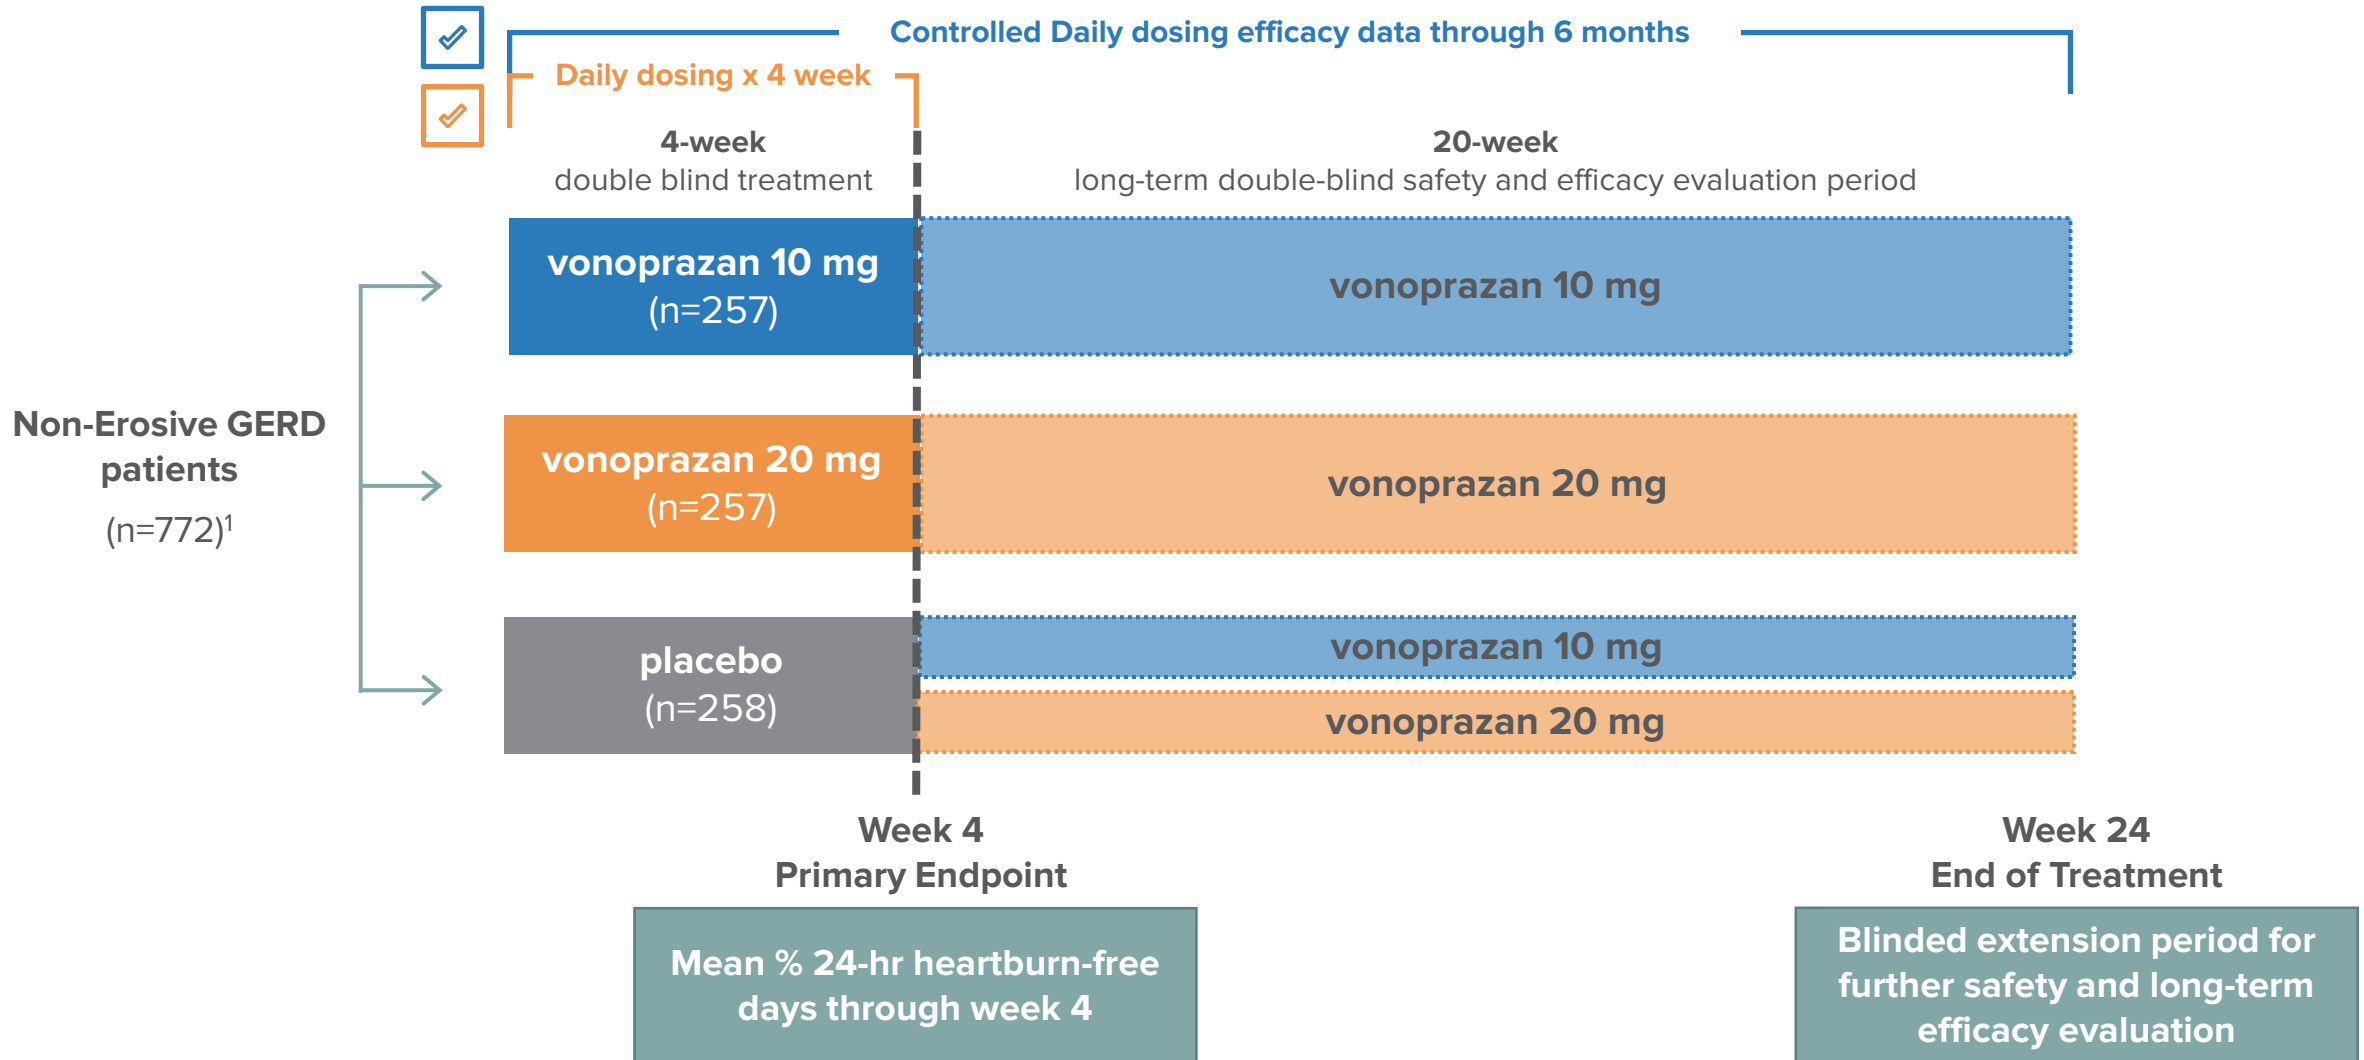 Controlled Daily dosing efficacy data through 6 months
Daily dosing x 4 week
4-week
double blind treatment
20-week
long-term double-blind safety and efficacy evaluation period
Non-Erosive GERD
patients
(n=772)¹
vonoprazan 10 mg
(n=257)
vonoprazan 10 mg
vonoprazan 20 mg
(n=257)
vonoprazan 20 mg
placebo
(n=258)
vonoprazan 10 mg
vonoprazan 20 mg
Week 4
Primary Endpoint
Mean % 24-hr heartburn-free
days through week 4
Week 24
End of Treatment
Blinded extension period for
further safety and long-term
efficacy evaluation